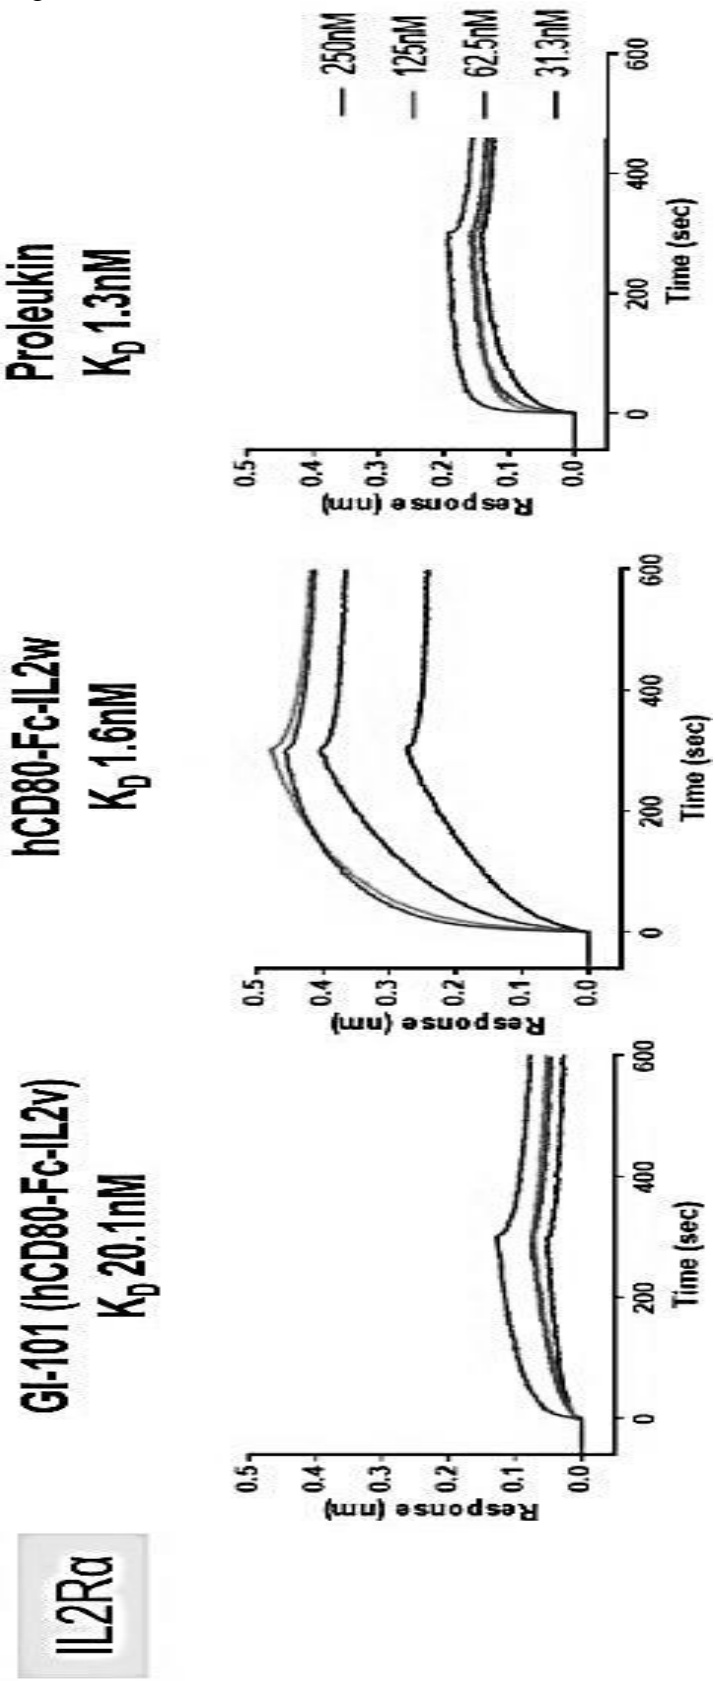 IL2Rα
GI-101 (hCD80-Fc-IL2v)
KD 20.1nM
Response (nm)
0.5
0.4
0.3
0.2
0.1
0.0
0
200
400
600
Time (sec)
hCD80-Fc-IL2w
KD 1.6nM
Response (nm)
0.5
0.4
0.3
0.2
0.1
0.0
0
200
400
600
Time (sec)
Proleukin
KD 1.3nM
Response (nm)
0.5
0.4
0.3
0.2
0.1
0.0
0
200
400
600
Time (sec)
250nM
125nM
62.5nM
31.3nM